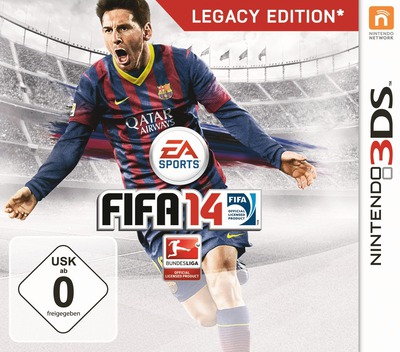 LEGACY EDITION*
NINTENDO
NETWORK
NINTENDO 3DS
QATAR
AIRWAYS
EA
SPORTS
FIFA 14
FIFA
OFFICIAL
LICENSED PRODUCT
BUNDESLIGA
OFFICIAL
LICENSED PRODUCT
USK
ab
0
freigegeben